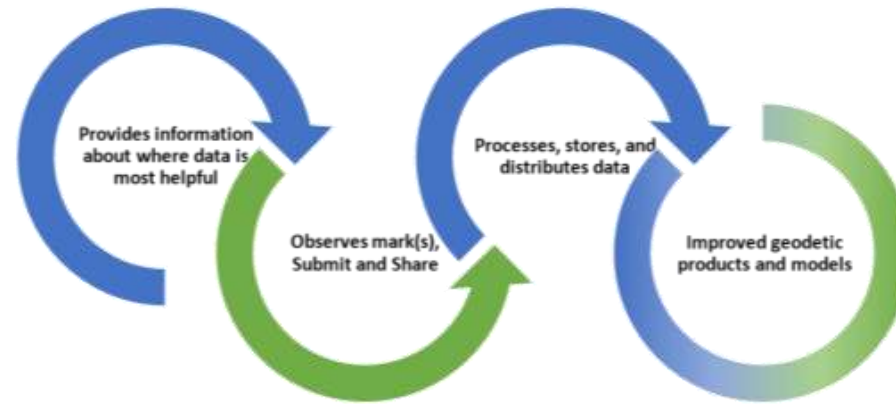 Provides information
about where data is
most helpful
Observes mark(s),
Submit and Share
Processes, stores, and
distributes data
Improved geodetic
products and models